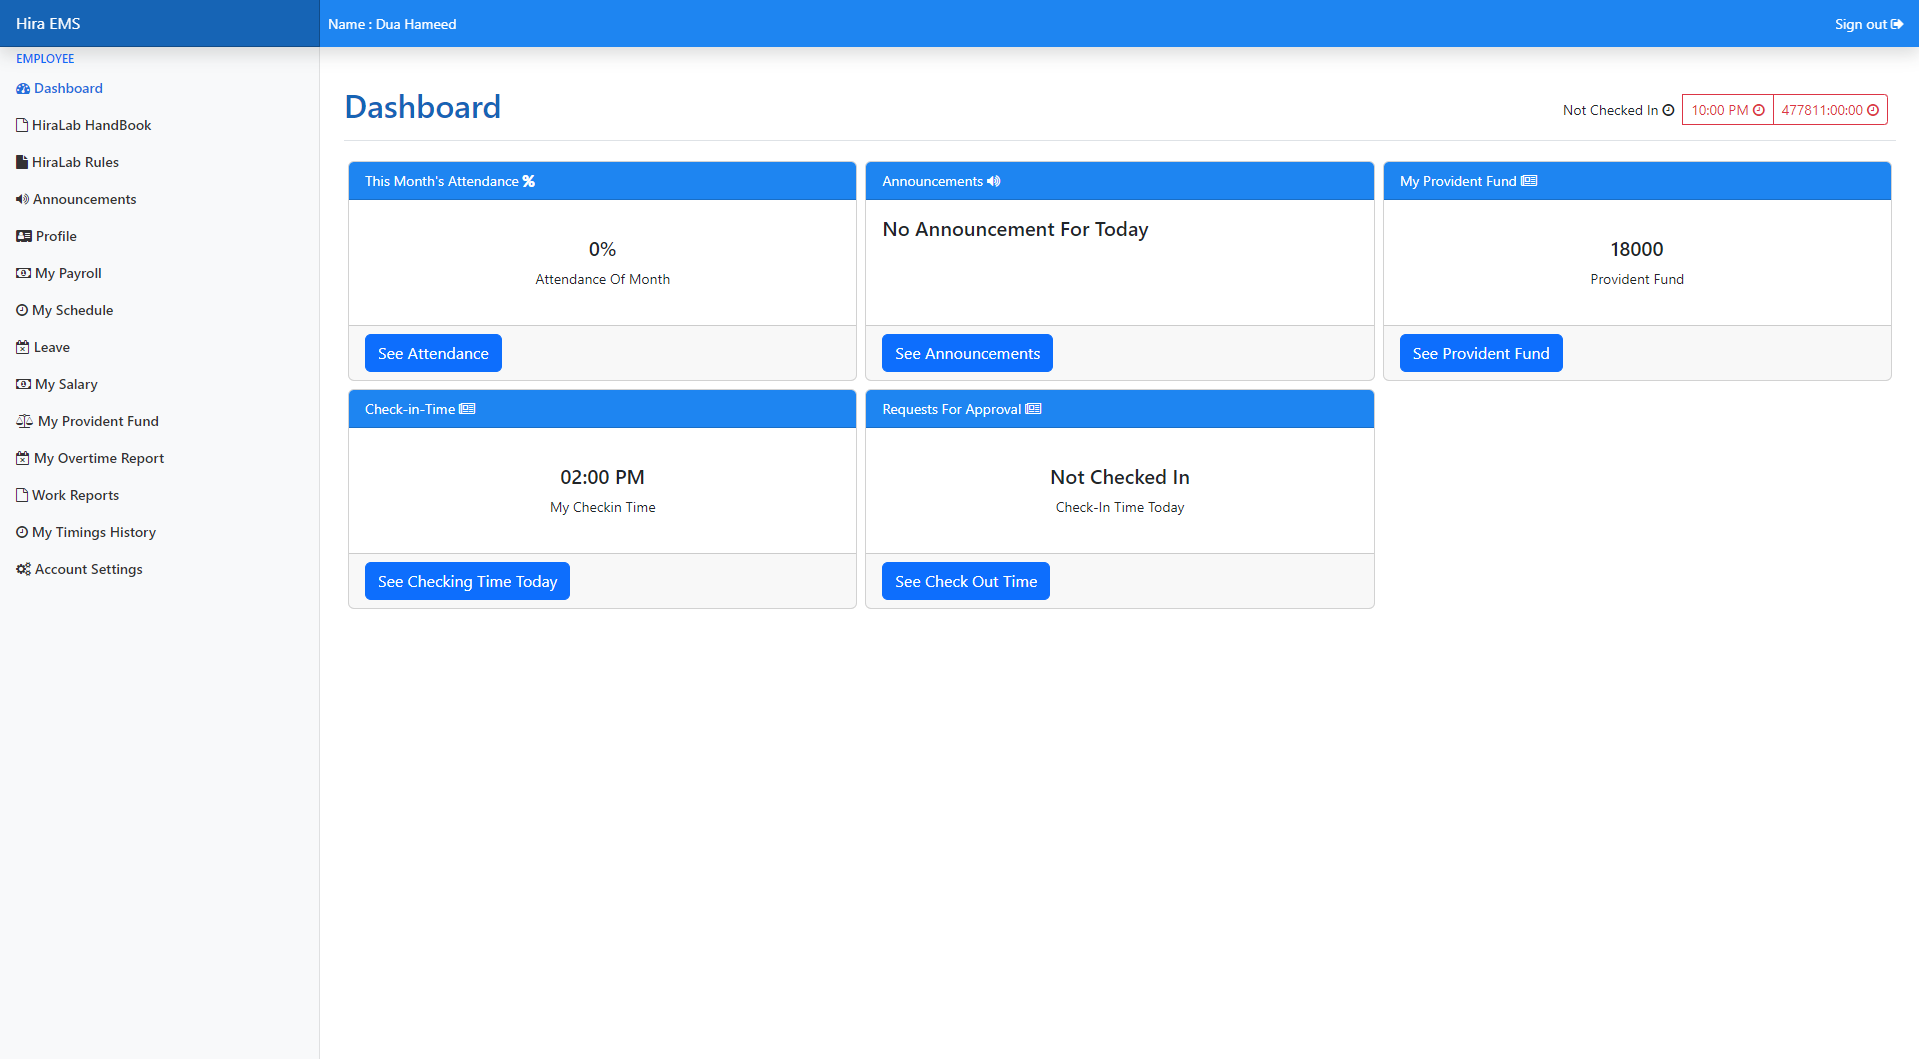 Hira EMS
Name : Dua Hameed
Sign out
EMPLOYEE
Dashboard
HiraLab HandBook
HiraLab Rules
Announcements
Profile
My Payroll
My Schedule
Leave
My Salary
My Provident Fund
My Overtime Report
Work Reports
My Timings History
Account Settings
Dashboard
Not Checked In
10:00 PM
477811:00:00
This Month's Attendance
0%
Attendance Of Month
See Attendance
Announcements
No Announcement For Today
See Announcements
My Provident Fund
18000
Provident Fund
See Provident Fund
Check-in-Time
02:00 PM
My Checkin Time
See Checking Time Today
Requests For Approval
Not Checked In
Check-In Time Today
See Check Out Time